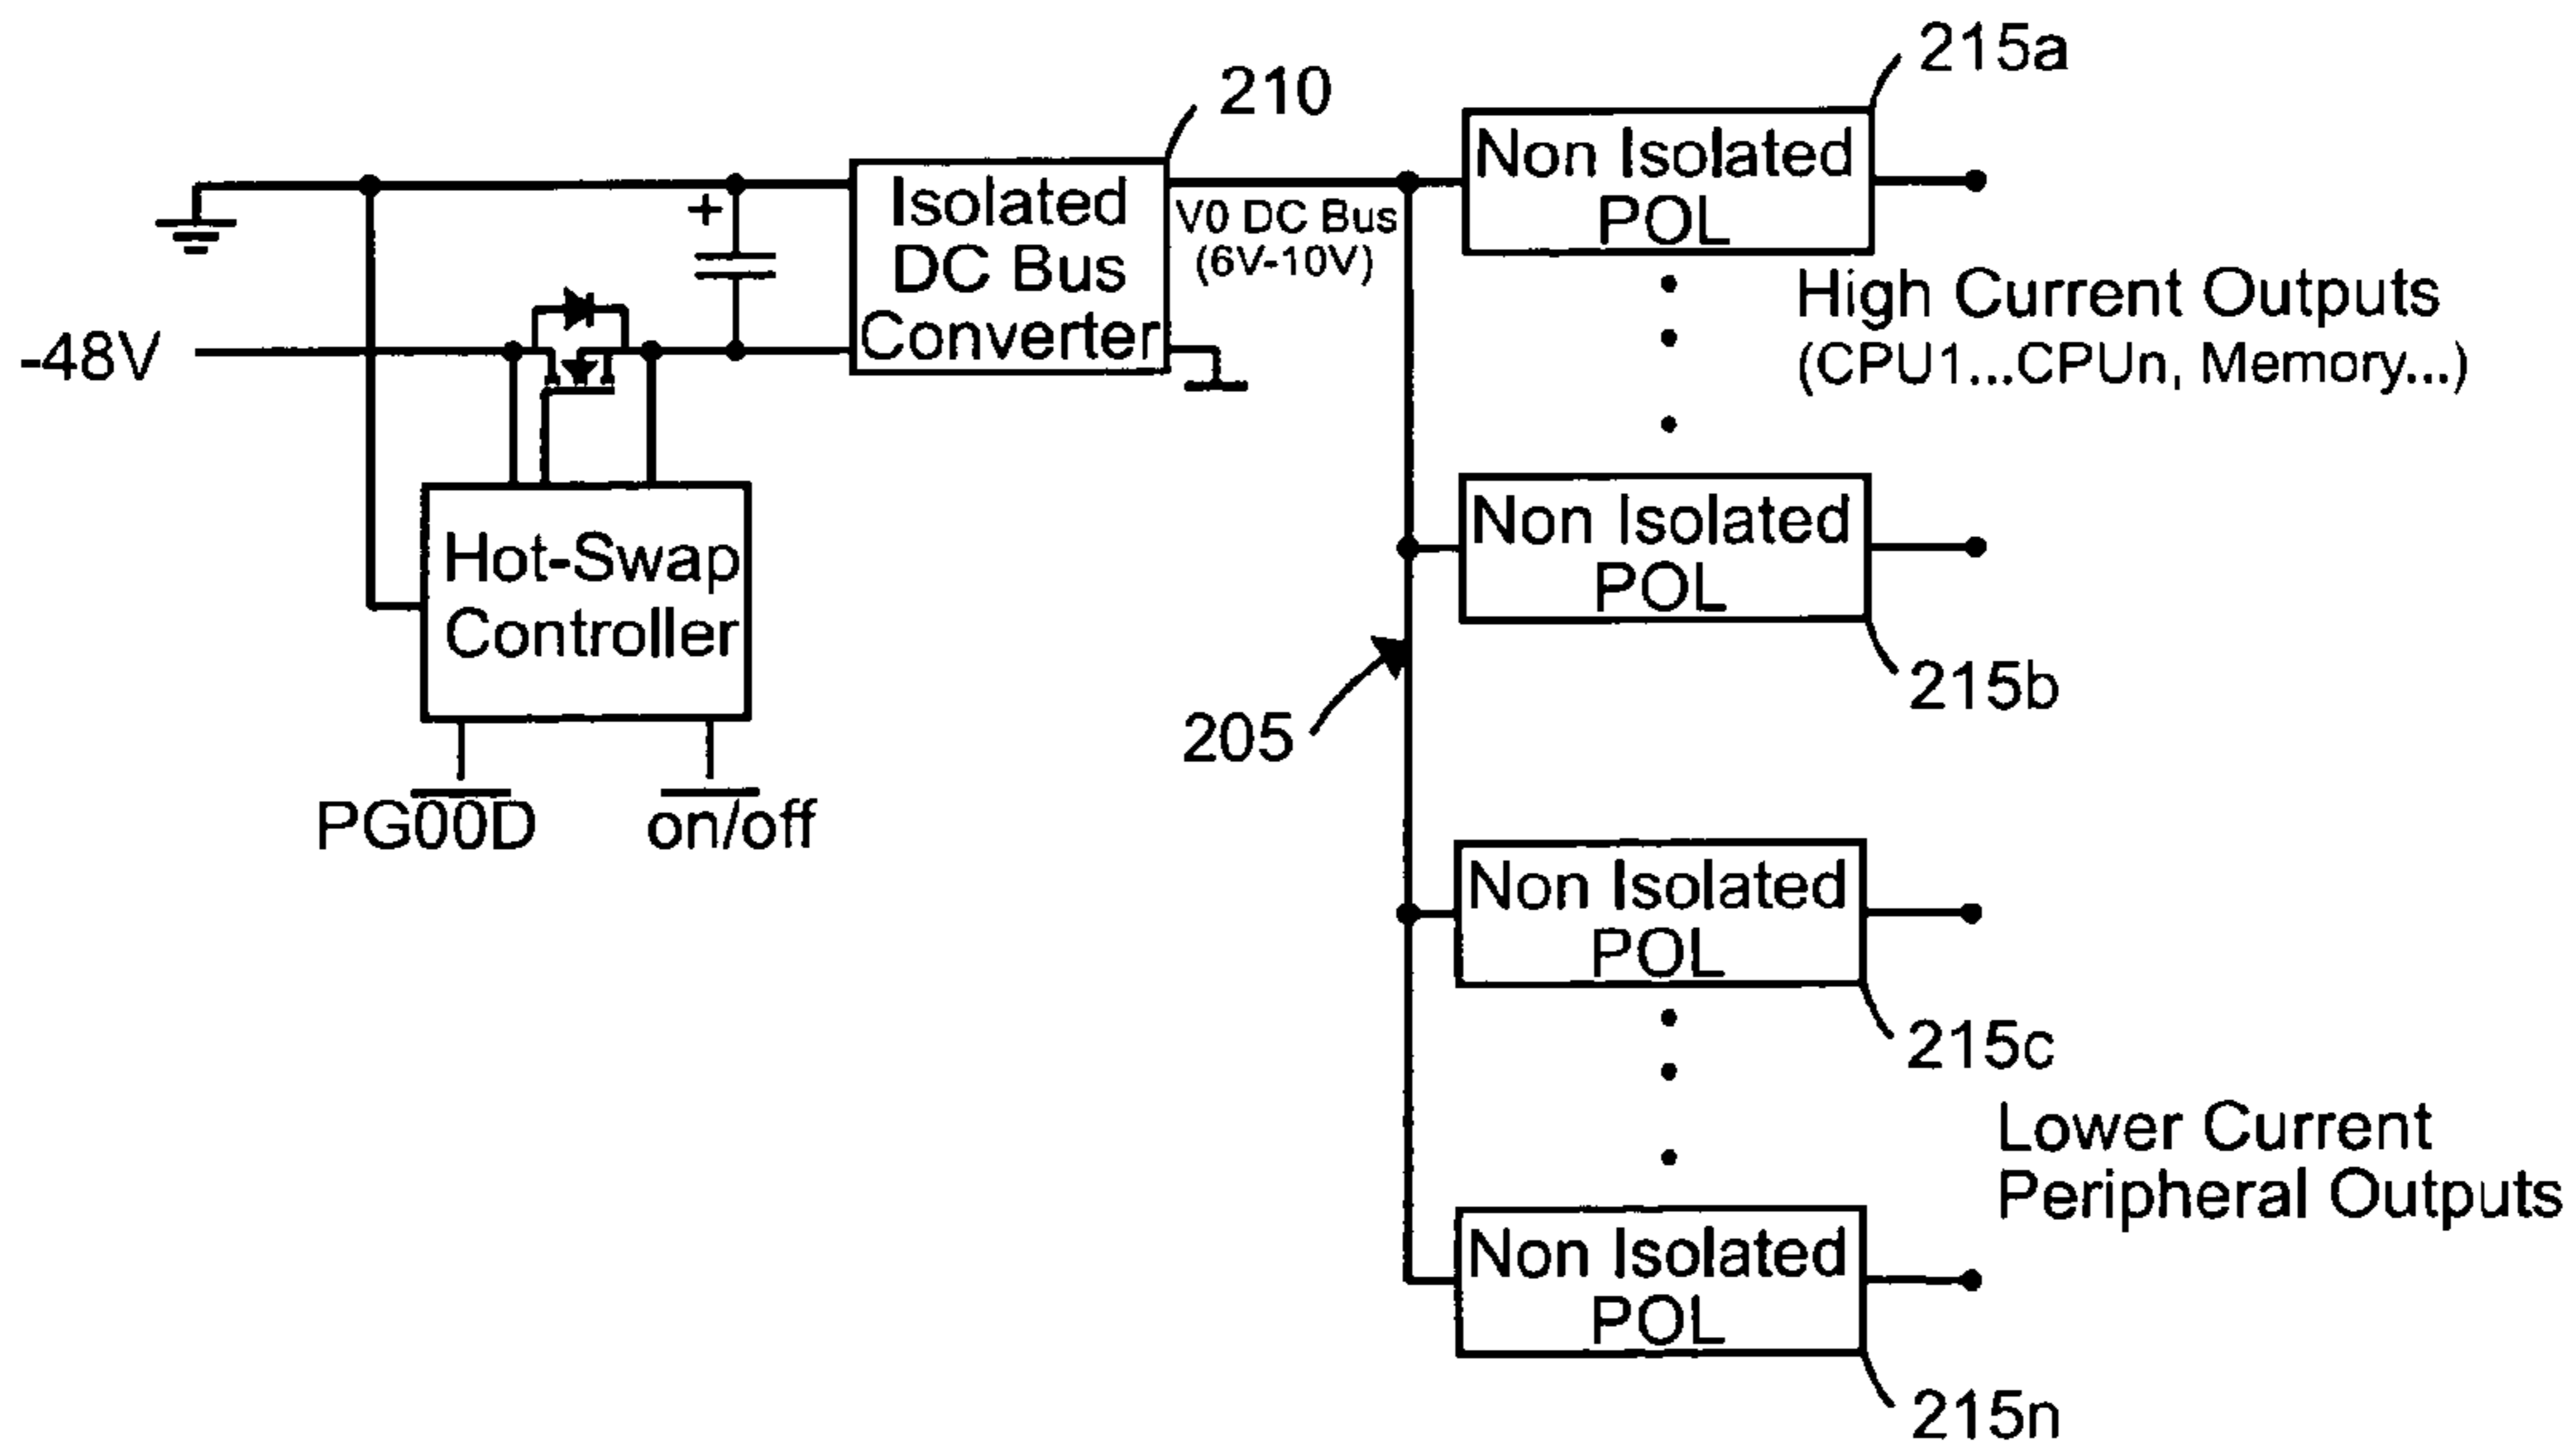 215a
210
Non Isolated
POL
Isolated
DC Bus
Converter
V0 DC Bus
(6V-10V)
+
High Current Outputs
(CPU1...CPUn, Memory...)
-48V
Non Isolated
POL
Hot-Swap
Controller
215b
205
PG00D
on/off
Non Isolated
POL
215c
Lower Current
Peripheral Outputs
Non Isolated
POL
215n